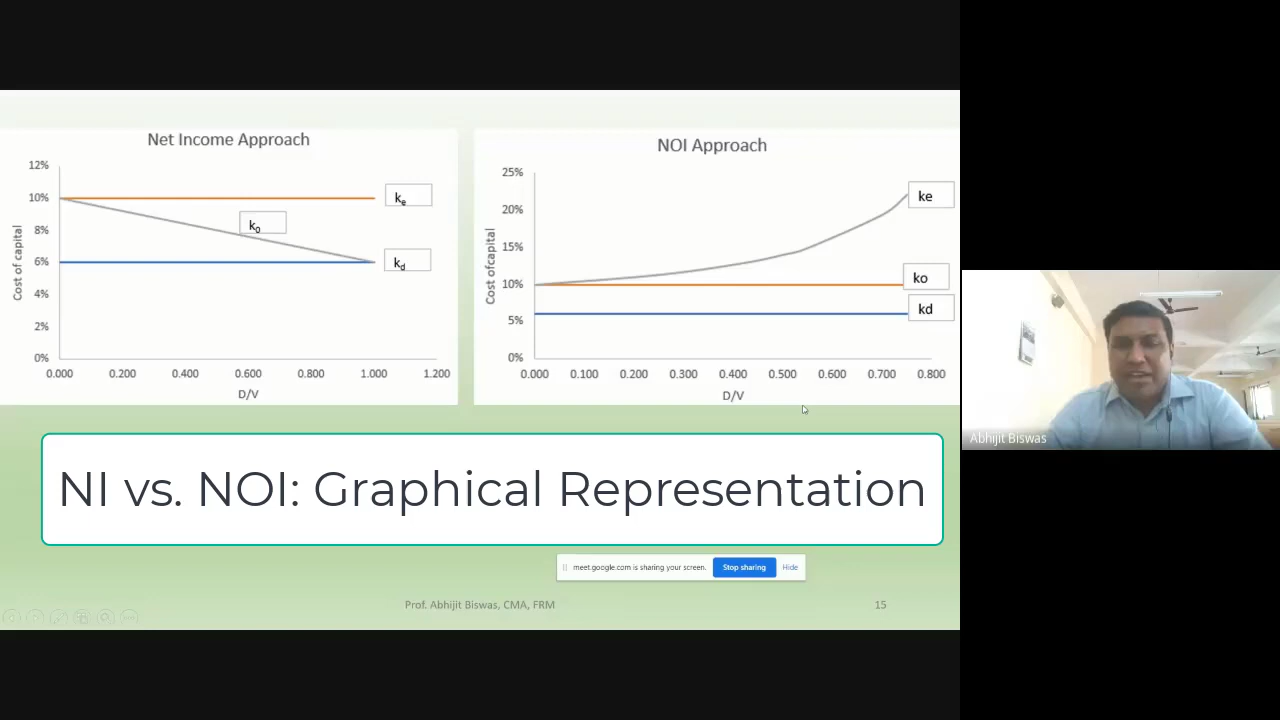 Net Income Approach
12%
10%
8%
6%
4%
2%
0%
Cost of capital
ke
ko
kd
0.000 0.200 0.400 0.600 0.800 1.000 1.200
D/V
NOI Approach
25%
20%
15%
10%
5%
0%
Cost ofcapital
ke
ko
kd
0.000 0.100 0.200 0.300 0.400 0.500 0.600 0.700 0.800
D/V
NI vs. NOI: Graphical Representation
meet.google.com is sharing your screen. Stop sharing Hide
Prof. Abhijit Biswas, CMA, FRM 15
Abhijit Biswas